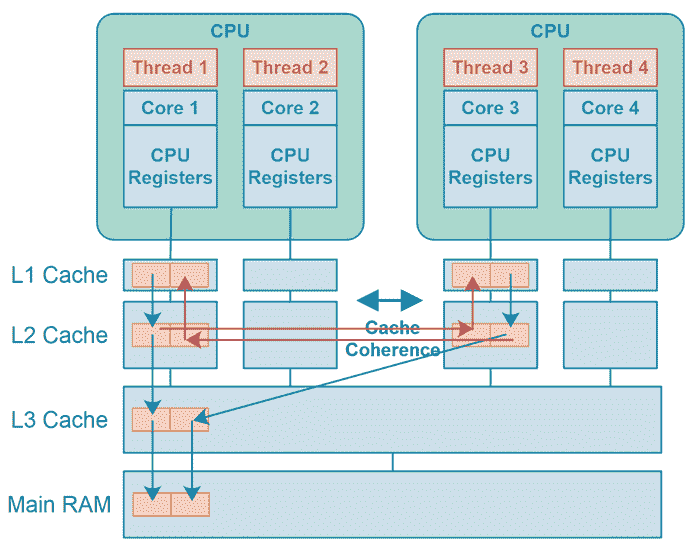 CPU
CPU
Thread 1
Thread 2
Thread 3
Thread 4
Core 1
Core 2
Core 3
Core 4
CPU
Registers
CPU
Registers
CPU
Registers
CPU
Registers
L1 Cache
L2 Cache
Cache
Coherence
L3 Cache
Main RAM